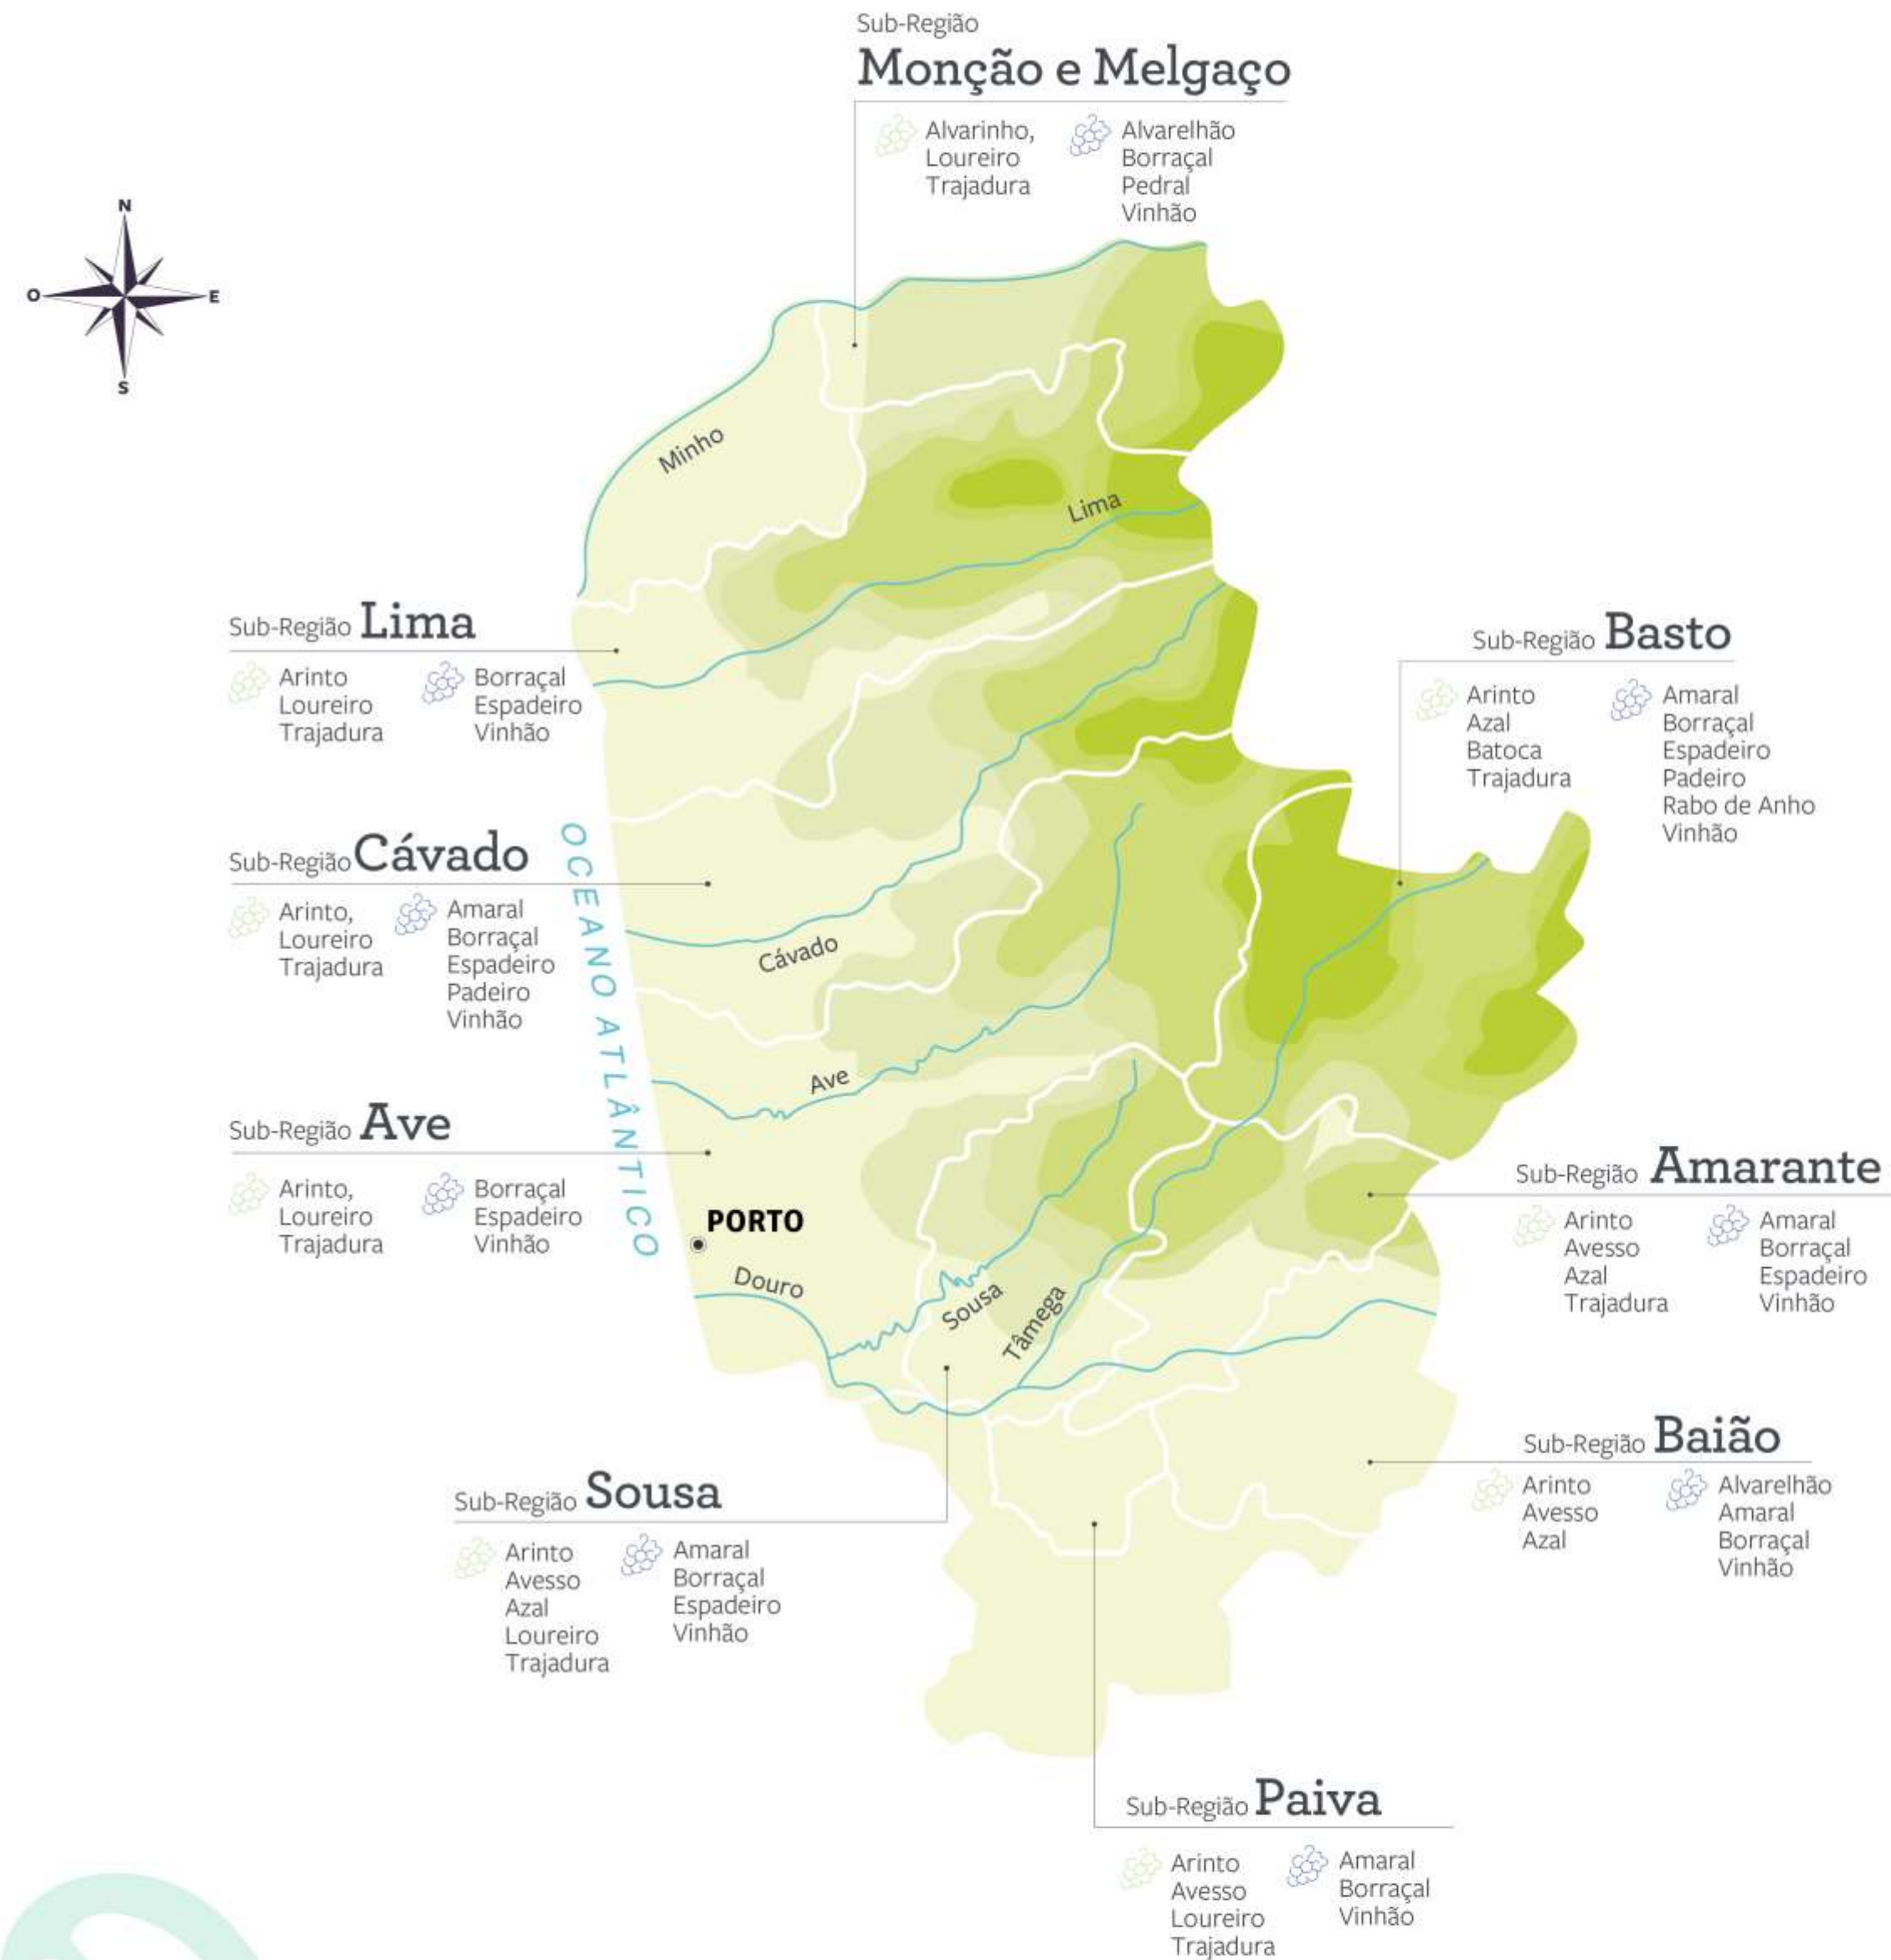 Sub-Região
Monção e Melgaço
Alvarinho,
Loureiro
Trajadura
Alvarelhão
Borraçal
Pedral
Vinhão
N
O
E
S
Minho
Lima
Sub-Região Lima
Arinto
Loureiro
Trajadura
Borraçal
Espadeiro
Vinhão
Sub-Região Basto
Arinto
Azal
Batoca
Trajadura
Amaral
Borraçal
Espadeiro
Padeiro
Rabo de Anho
Vinhão
OCEANO ATLÂNTICO
Sub-Região Cávado
Arinto,
Loureiro
Trajadura
Amaral
Borraçal
Espadeiro
Padeiro
Vinhão
Cávado
Ave
Sub-Região Ave
Arinto,
Loureiro
Trajadura
Borraçal
Espadeiro
Vinhão
PORTO
Douro
Sousa
Tâmega
Sub-Região Amarante
Arinto
Avesso
Azal
Trajadura
Amaral
Borraçal
Espadeiro
Vinhão
Sub-Região Baião
Arinto
Avesso
Azal
Alvarelhão
Amaral
Borraçal
Vinhão
Sub-Região Sousa
Arinto
Avesso
Azal
Loureiro
Trajadura
Amaral
Borraçal
Espadeiro
Vinhão
Sub-Região Paiva
Arinto
Avesso
Loureiro
Trajadura
Amaral
Borraçal
Vinhão